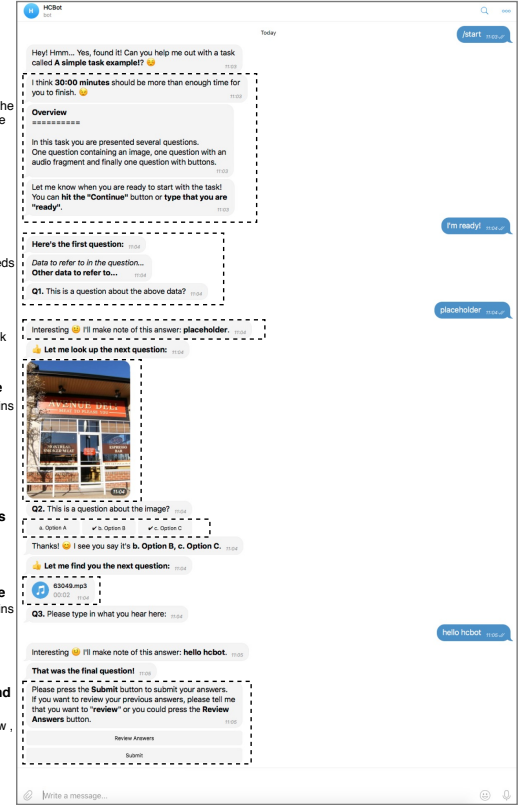 HCBot
bot
Today
/start 11:03
Hey! Hmm... Yes, found it! Can you help me out with a task
called A simple task example!? 😉 11:03
I think 30:00 minutes should be more than enough time for
you to finish. 😉 11:03
he
e
Overview
==========
In this task you are presented several questions.
One question containing an image, one question with an
audio fragment and finally one question with buttons.
11:03
Let me know when you are ready to start with the task!
You can hit the "Continue" button or type that you are
"ready". 11:03
I'm ready! 11:04
Here's the first question: 11:04
eds
Data to refer to in the question...
Other data to refer to... 11:04
Q1. This is a question about the above data? 11:04
placeholder 11:04
Interesting 😊 I'll make note of this answer: placeholder. 11:04
k
👍 Let me look up the next question: 11:04
e
ns
AVENUE DELI
ESPRESSO
BAR
11:04
Q2. This is a question about the image? 11:04
s
a. Option A
✔ b. Option B
✔ c. Option C
Thanks! 😊 I see you say it's b. Option B, c. Option C. 11:04
👍 Let me find you the next question: 11:04
e
ns
63049.mp3
00:02 11:04
Q3. Please type in what you hear here: 11:04
hello hcbot 11:05
Interesting 😊 I'll make note of this answer: hello hcbot. 11:05
That was the final question! 11:05
nd
w ,
Please press the Submit button to submit your answers.
If you want to review your previous answers, please tell me
that you want to "review" or you could press the Review
Answers button. 11:05
Review Answers
Submit
Write a message...